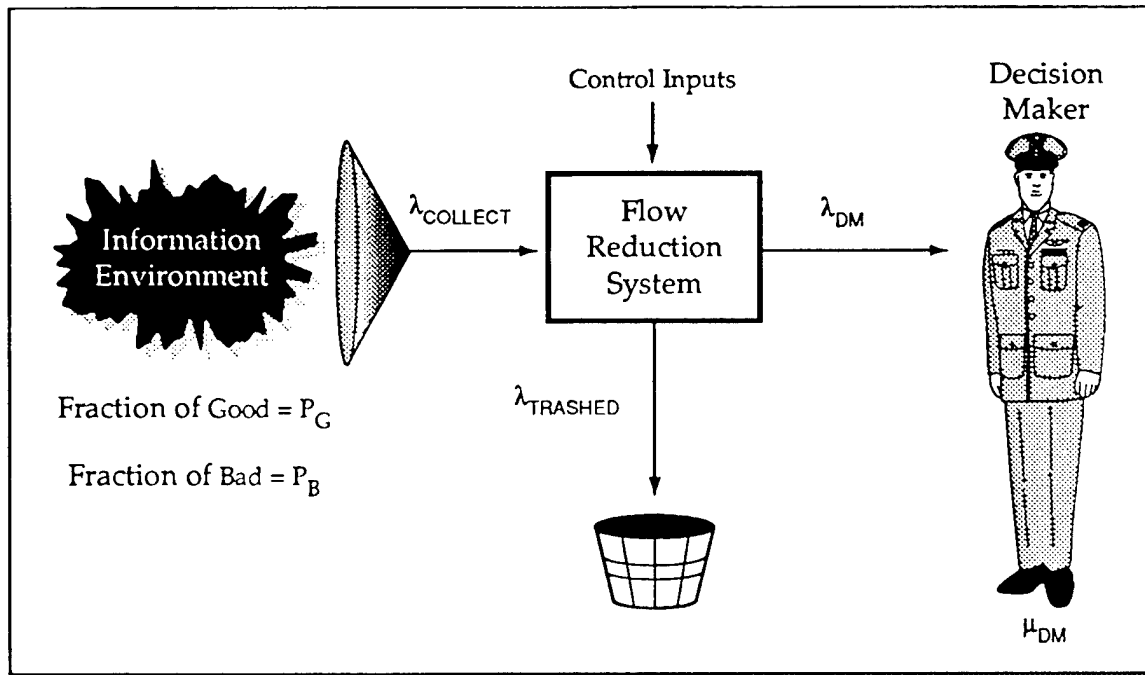 Control Inputs
Decision
Maker
Information
Environment
λCOLLECT
Flow
Reduction
System
λDM
λTRASHED
Fraction of Good = PG
Fraction of Bad = PB
μDM